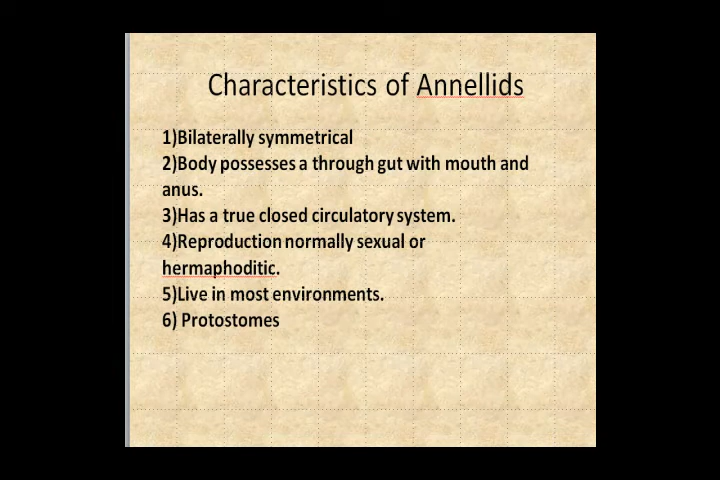 Characteristics of Annellids
1)Bilaterally symmetrical
2)Body possesses a through gut with mouth and
anus.
3)Has a true closed circulatory system.
4)Reproduction normally sexual or
hermaphoditic.
5)Live in most environments.
6) Protostomes